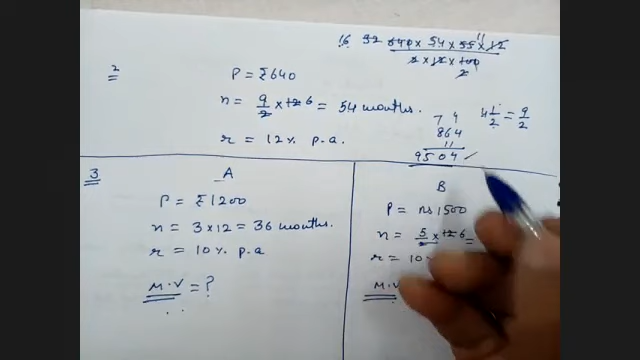 16 32 640 x 54 x 55 x 12 11
2 x 12 x 100
2
2
P = ₹640
n = 9/2 x 12 6 = 54 months.
r = 12% p.a.
4 1/2 = 9/2
7 4
864
11
9504 ✓
3
A
P = ₹1200
n = 3 x 12 = 36 months.
r = 10% p.a
M.V = ?
B
P = Rs 1500
n = 5/2 x 12 6 =
r = 10%
M.V